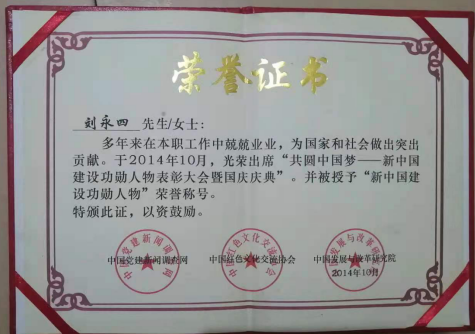 荣誉证书
刘永四 先生/女士:
多年来在本职工作中兢兢业业，为国家和社会做出突出
贡献。于2014年10月，光荣出席“共圆中国梦——新中国
建设功勋人物表彰大会暨国庆庆典”。并被授予“新中国建
设功勋人物”荣誉称号。
特颁此证，以资鼓励。
中国党建新闻调查网 中国红色文化交流协会 中国发展与改革研究院
2014年10月